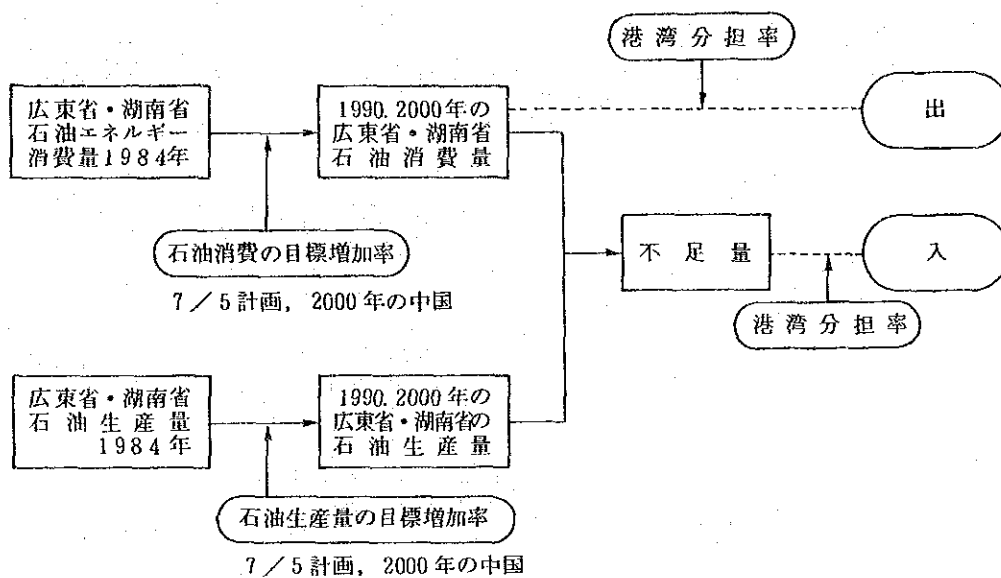 港湾分担率
広東省・湖南省
石油エネルギー
消費量1984年
1990.2000年の
広東省・湖南省
石油消費量
出
石油消費の目標増加率
7/5計画, 2000年の中国
不足量
入
港湾分担率
広東省・湖南省
石油生産量
1984年
1990.2000年の
広東省・湖南省の
石油生産量
石油生産量の目標増加率
7/5計画, 2000年の中国